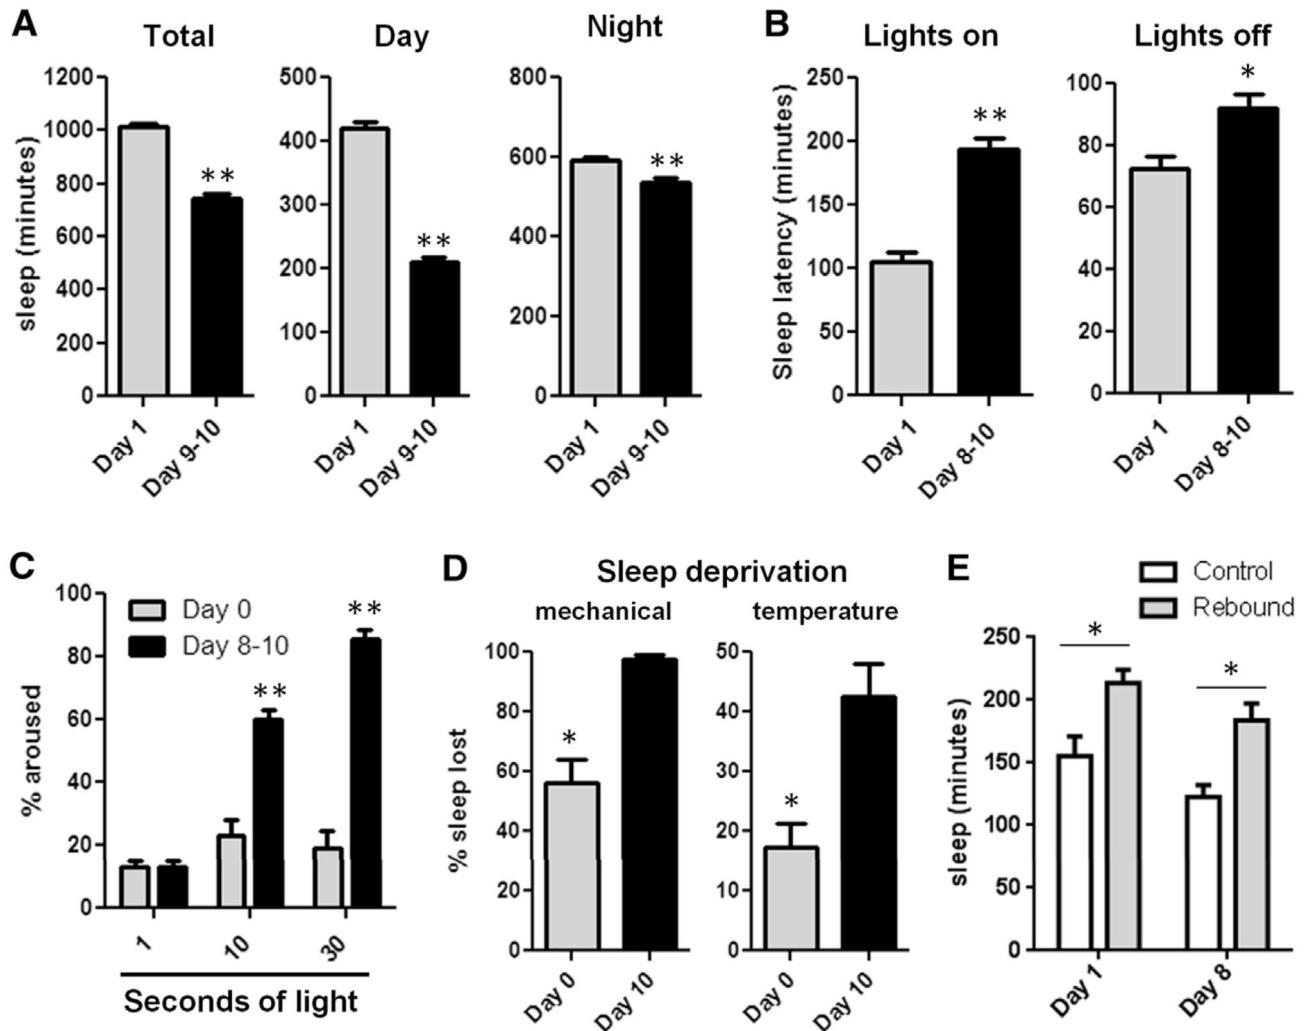 A
Total
Day
Night
sleep (minutes)
1200
1000
800
600
400
200
0
**
Day 1
Day 9-10
500
400
300
200
100
0
**
Day 1
Day 9-10
800
600
400
200
0
**
Day 1
Day 9-10
B
Lights on
Lights off
Sleep latency (minutes)
250
200
150
100
50
0
**
Day 1
Day 8-10
100
80
60
40
20
0
*
Day 1
Day 8-10
C
% aroused
100
80
60
40
20
0
Day 0
Day 8-10
**
**
1
10
30
Seconds of light
D
Sleep deprivation
mechanical
temperature
% sleep lost
100
80
60
40
20
0
*
Day 0
Day 10
50
40
30
20
10
0
*
Day 0
Day 10
E
Control
Rebound
sleep (minutes)
250
200
150
100
50
0
*
*
Day 1
Day 8